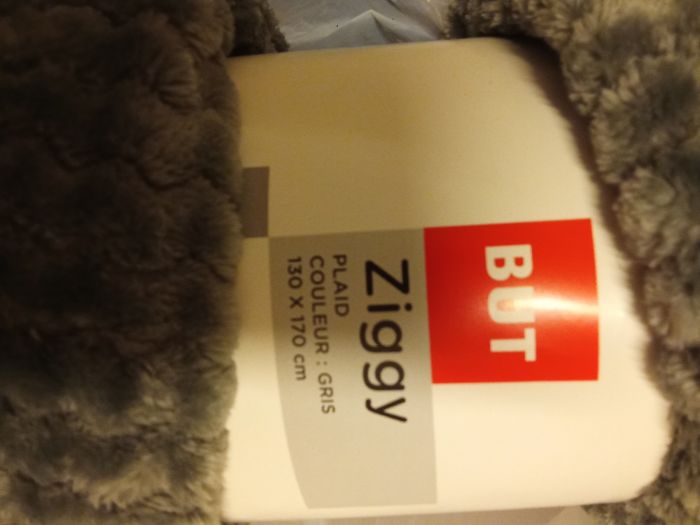 BUT
Ziggy
PLAID
COULEUR : GRIS
130 X 170 cm